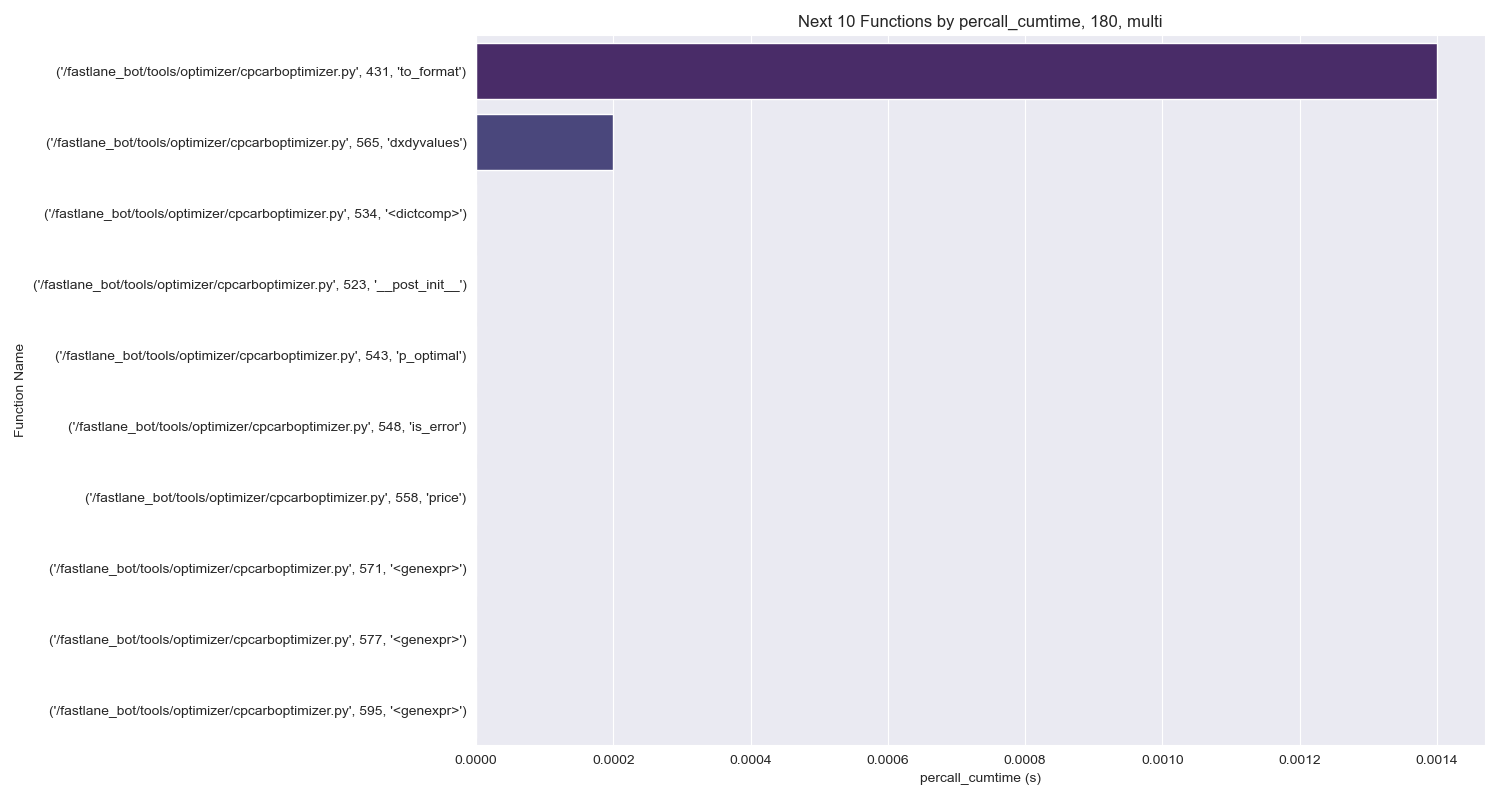 Next 10 Functions by percall_cumtime, 180, multi
('/fastlane_bot/tools/optimizer/cpcarboptimizer.py', 431, 'to_format')
('/fastlane_bot/tools/optimizer/cpcarboptimizer.py', 565, 'dxdyvalues')
('/fastlane_bot/tools/optimizer/cpcarboptimizer.py', 534, '<dictcomp>')
('/fastlane_bot/tools/optimizer/cpcarboptimizer.py', 523, '__post_init__')
('/fastlane_bot/tools/optimizer/cpcarboptimizer.py', 543, 'p_optimal')
('/fastlane_bot/tools/optimizer/cpcarboptimizer.py', 548, 'is_error')
('/fastlane_bot/tools/optimizer/cpcarboptimizer.py', 558, 'price')
('/fastlane_bot/tools/optimizer/cpcarboptimizer.py', 571, '<genexpr>')
('/fastlane_bot/tools/optimizer/cpcarboptimizer.py', 577, '<genexpr>')
('/fastlane_bot/tools/optimizer/cpcarboptimizer.py', 595, '<genexpr>')
Function Name
0.0000 0.0002 0.0004 0.0006 0.0008 0.0010 0.0012 0.0014
percall_cumtime (s)